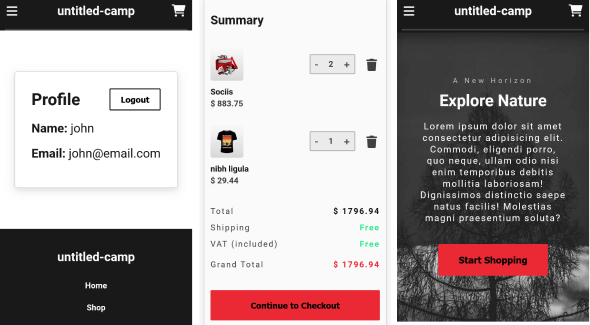 untitled-camp
Profile
Logout
Name: john
Email: john@email.com
untitled-camp
Home
Shop
Summary
- 2 +
Sociis
$ 883.75
- 1 +
nibh ligula
$ 29.44
Total $ 1796.94
Shipping Free
VAT (included) Free
Grand Total $ 1796.94
Continue to Checkout
untitled-camp
A New Horizon
Explore Nature
Lorem ipsum dolor sit amet
consectetur adipisicing elit.
Commodi, eligendi porro,
quo neque, ullam odio nisi
enim temporibus debitis
mollitia laboriosam!
Dignissimos distinctio saepe
natus facilis! Molestias
magni praesentium soluta?
Start Shopping